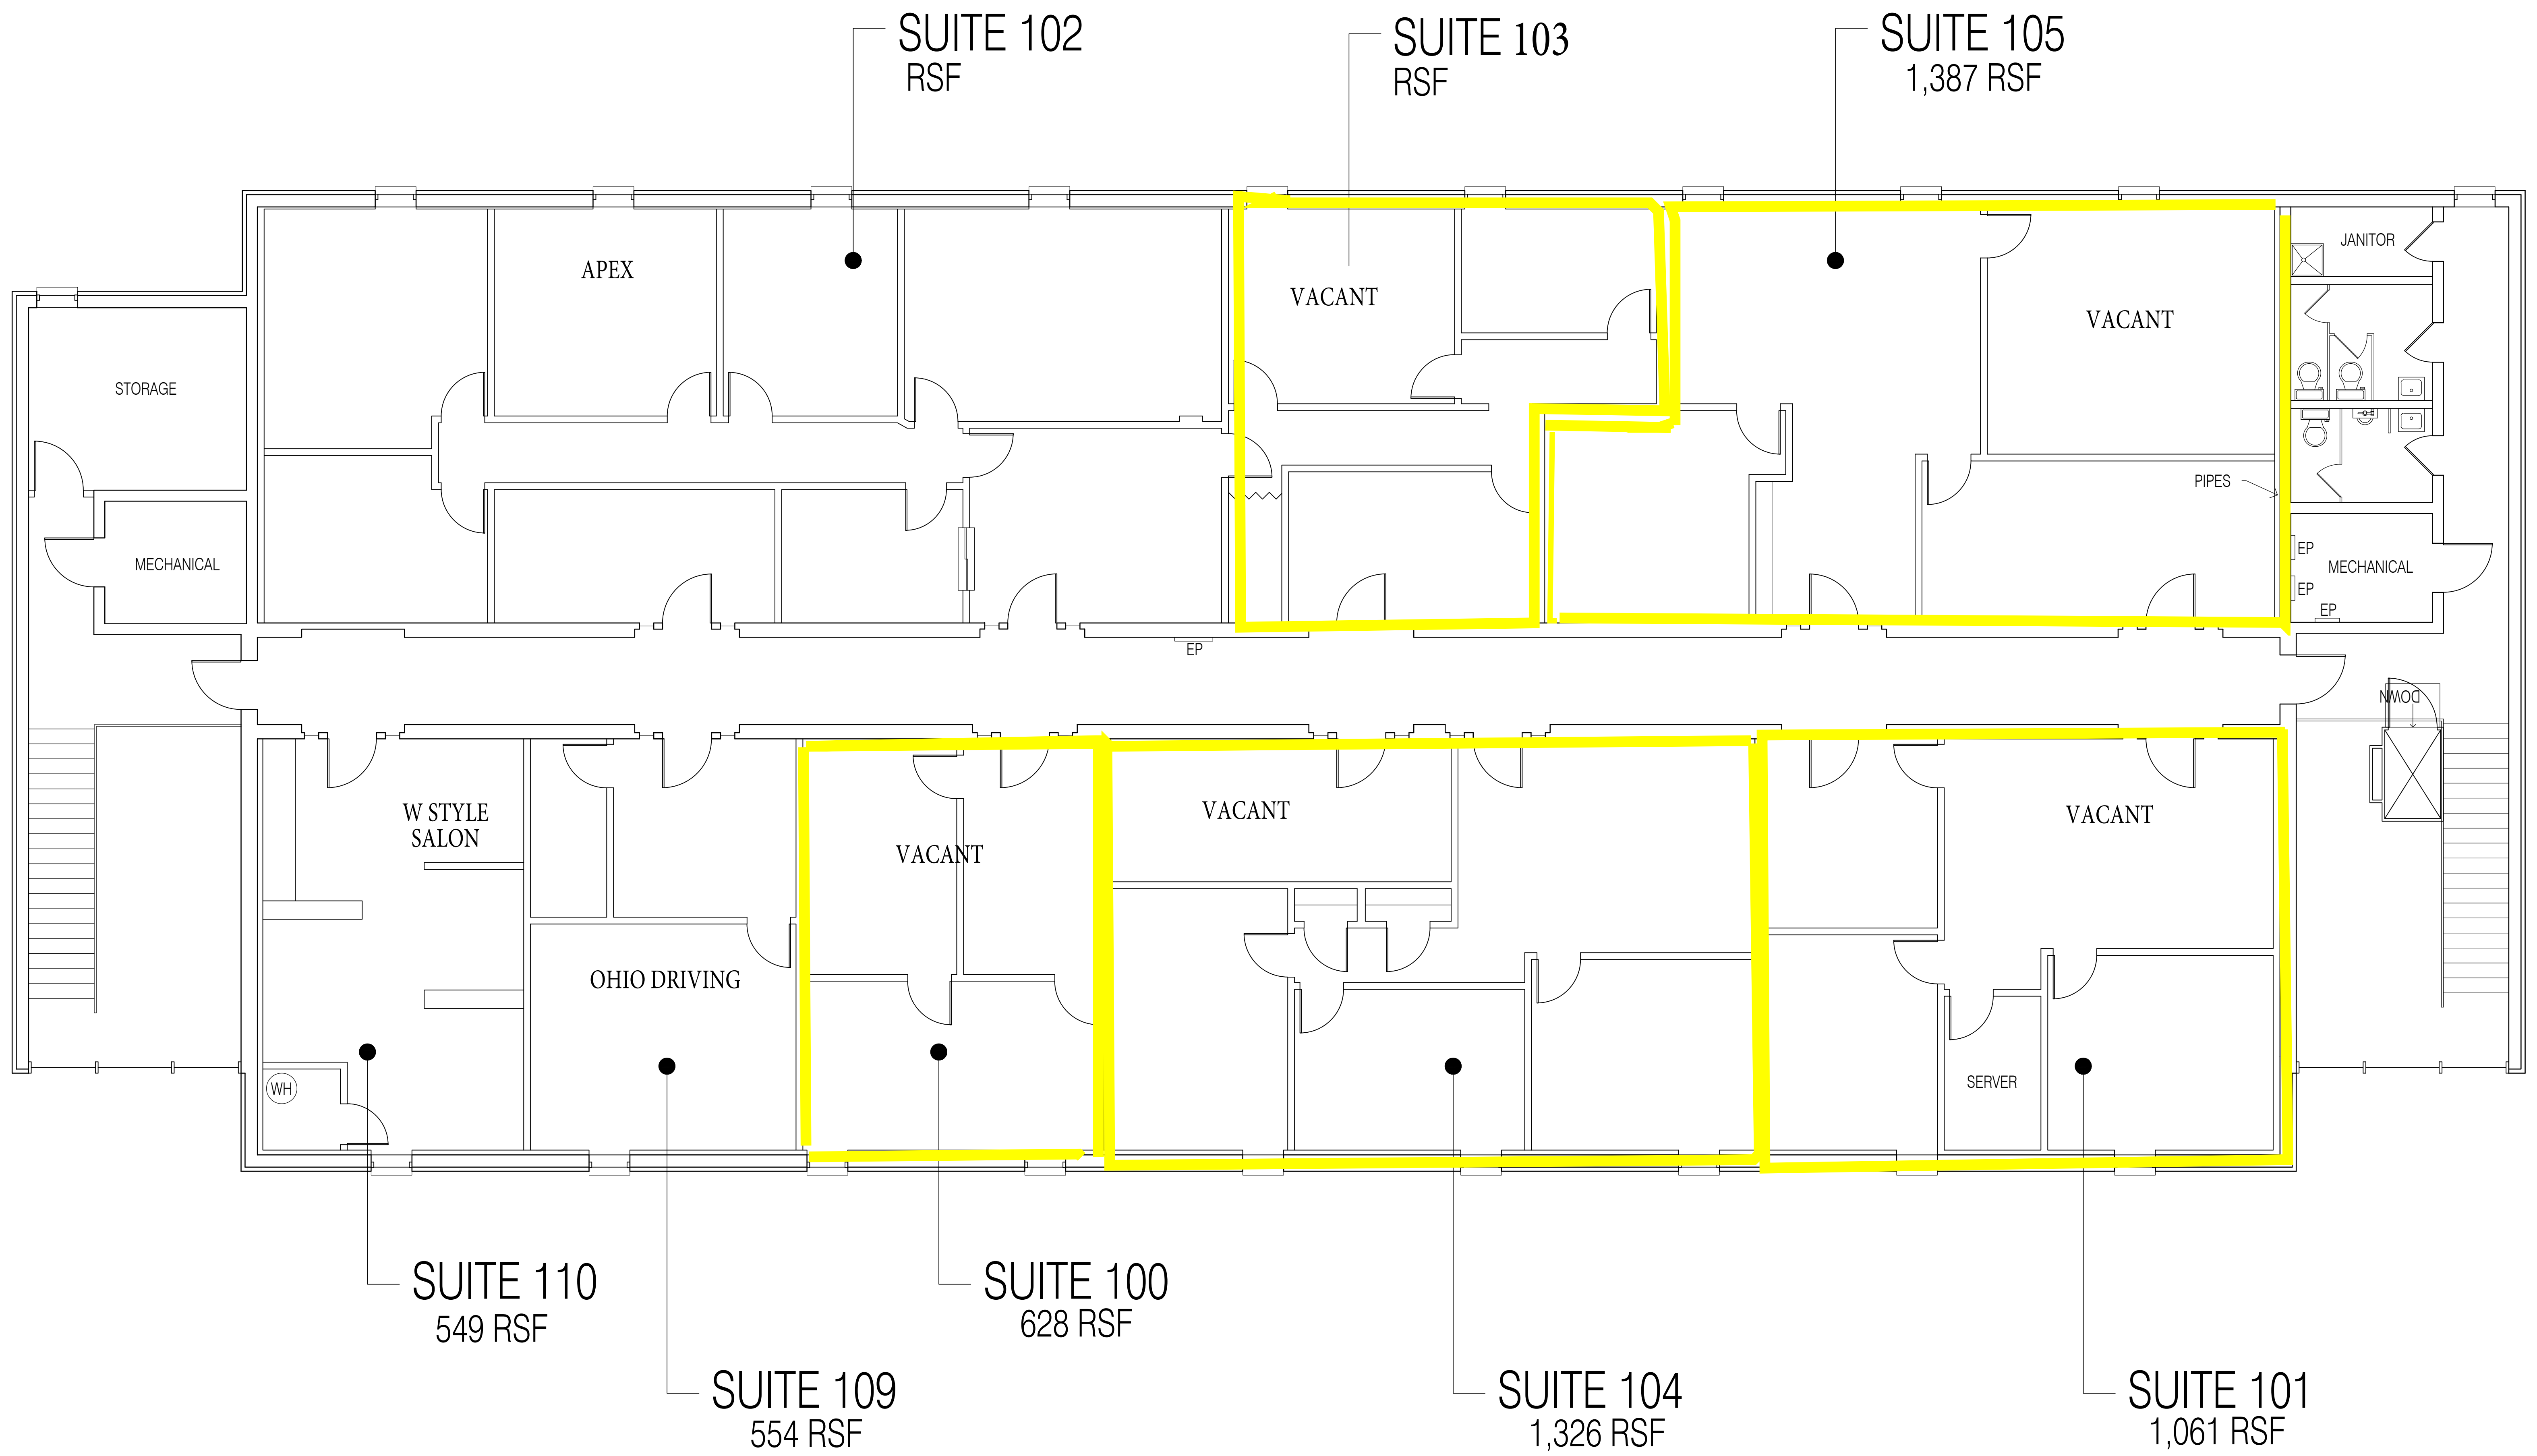 SUITE 102
RSF
SUITE 103
RSF
SUITE 105
1,387 RSF
APEX
VACANT
VACANT
JANITOR
STORAGE
MECHANICAL
PIPES
EP
EP
EP
MECHANICAL
EP
DOWN
W STYLE
SALON
VACANT
VACANT
VACANT
OHIO DRIVING
SERVER
WH
SUITE 110
549 RSF
SUITE 100
628 RSF
SUITE 109
554 RSF
SUITE 104
1,326 RSF
SUITE 101
1,061 RSF